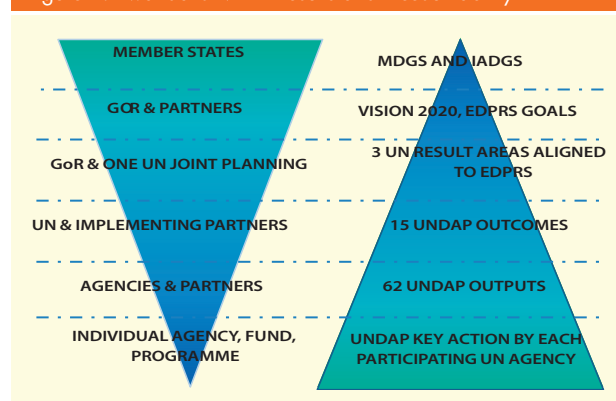 MEMBER STATES
MDGS AND IADGS
GOR & PARTNERS
VISION 2020, EDPRS GOALS
GoR & ONE UN JOINT PLANNING
3 UN RESULT AREAS ALIGNED
TO EDPRS
UN & IMPLEMENTING PARTNERS
15 UNDAP OUTCOMES
AGENCIES & PARTNERS
62 UNDAP OUTPUTS
INDIVIDUAL AGENCY, FUND,
PROGRAMME
UNDAP KEY ACTION BY EACH
PARTICIPATING UN AGENCY